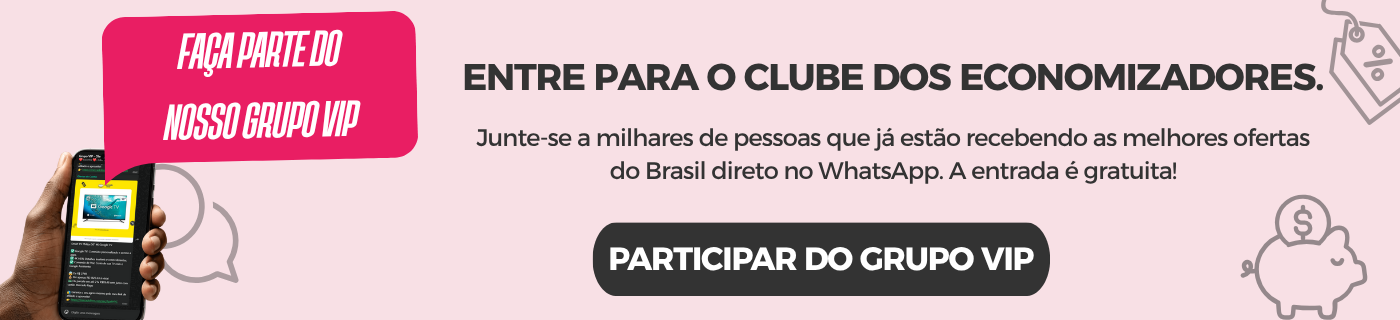 FAÇA PARTE DO
NOSSO GRUPO VIP
ENTRE PARA O CLUBE DOS ECONOMIZADORES.
Junte-se a milhares de pessoas que já estão recebendo as melhores ofertas
do Brasil direto no WhatsApp. A entrada é gratuita!
PARTICIPAR DO GRUPO VIP
%
$